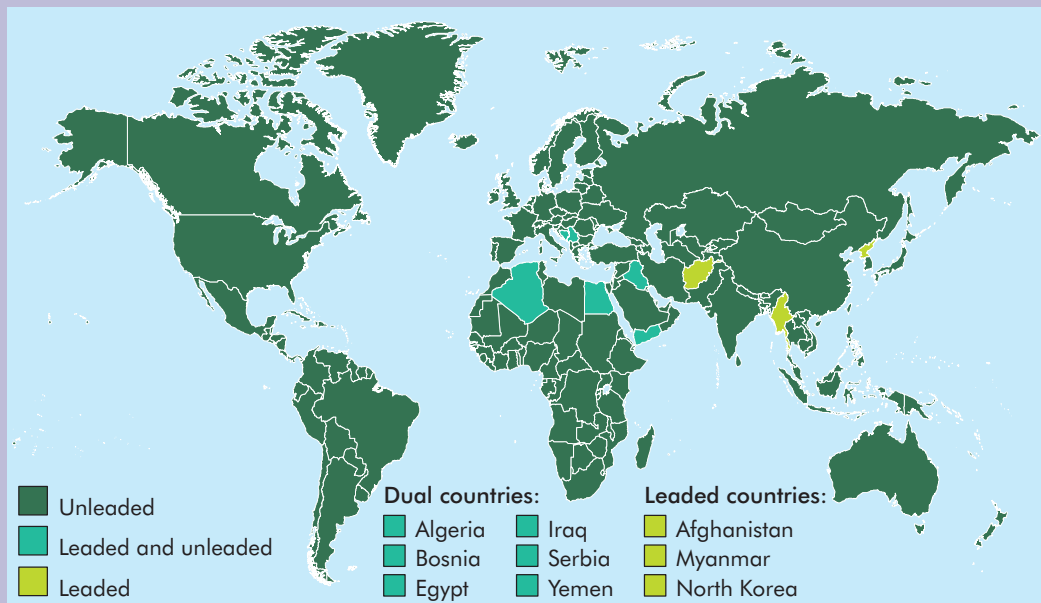 Unleaded
Leaded and unleaded
Leaded
Dual countries:
Algeria
Bosnia
Egypt
Iraq
Serbia
Yemen
Leaded countries:
Afghanistan
Myanmar
North Korea